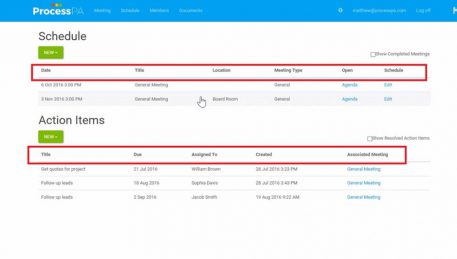 ProcessPA Meeting Schedule Members Documents matthew@processpa.com Log off
Schedule
NEW
Show Completed Meetings
Date Title Location Meeting Type Open Schedule
6 Oct 2016 3:00 PM General Meeting General Agenda Edit
3 Nov 2016 3:00 PM General Meeting Board Room General Agenda Edit
Action Items
NEW
Show Resolved Action Items
Title Due Assigned To Created Associated Meeting
Get quotes for project 21 Jul 2016 William Brown 28 Jul 2016 3:23 PM General Meeting
Follow up leads 18 Aug 2016 Sophia Davis 28 Jul 2016 3:43 PM General Meeting
Follow up leads 2 Sep 2016 Jacob Smith 19 Aug 2016 9:22 AM General Meeting